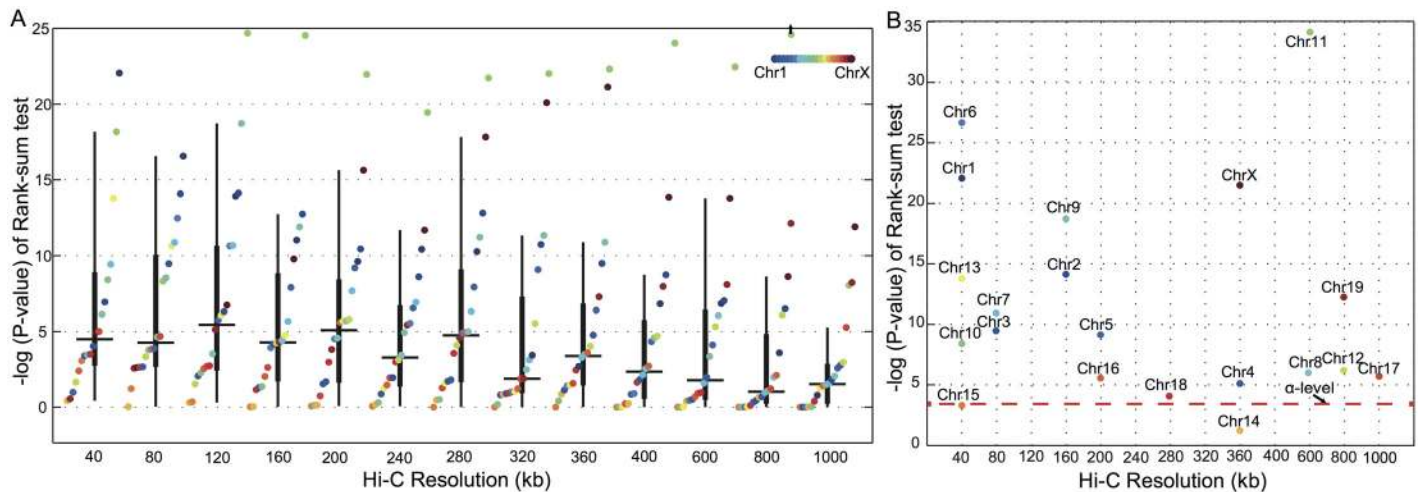 A
-log (P-value) of Rank-sum test
25
20
15
10
5
0
Chr1 ChrX
40 80 120 160 200 240 280 320 360 400 600 800 1000
Hi-C Resolution (kb)
B
-log (P-value) of Rank-sum test
35
30
25
20
15
10
5
0
Chr11
Chr6
Chr1
ChrX
Chr9
Chr2
Chr13
Chr19
Chr7
Chr3
Chr5
Chr10
Chr16
Chr8
Chr12
Chr18
Chr4
Chr17
α-level
Chr15
Chr14
40 80 120 160 200 240 280 320 360 400 600 800 1000
Hi-C Resolution (kb)